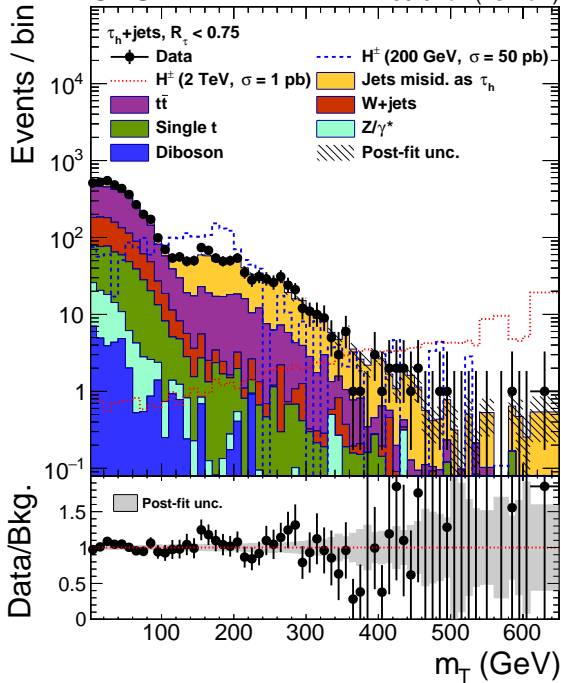 τh+jets, Rτ < 0.75
Data
H± (200 GeV, σ = 50 pb)
H± (2 TeV, σ = 1 pb)
Jets misid. as τh
tt̄
W+jets
Single t
Z/γ*
Diboson
Post-fit unc.
Events / bin
10⁴
10³
10²
10
1
10⁻¹
Post-fit unc.
Data/Bkg.
1.5
1
0.5
0
100 200 300 400 500 600
mT (GeV)